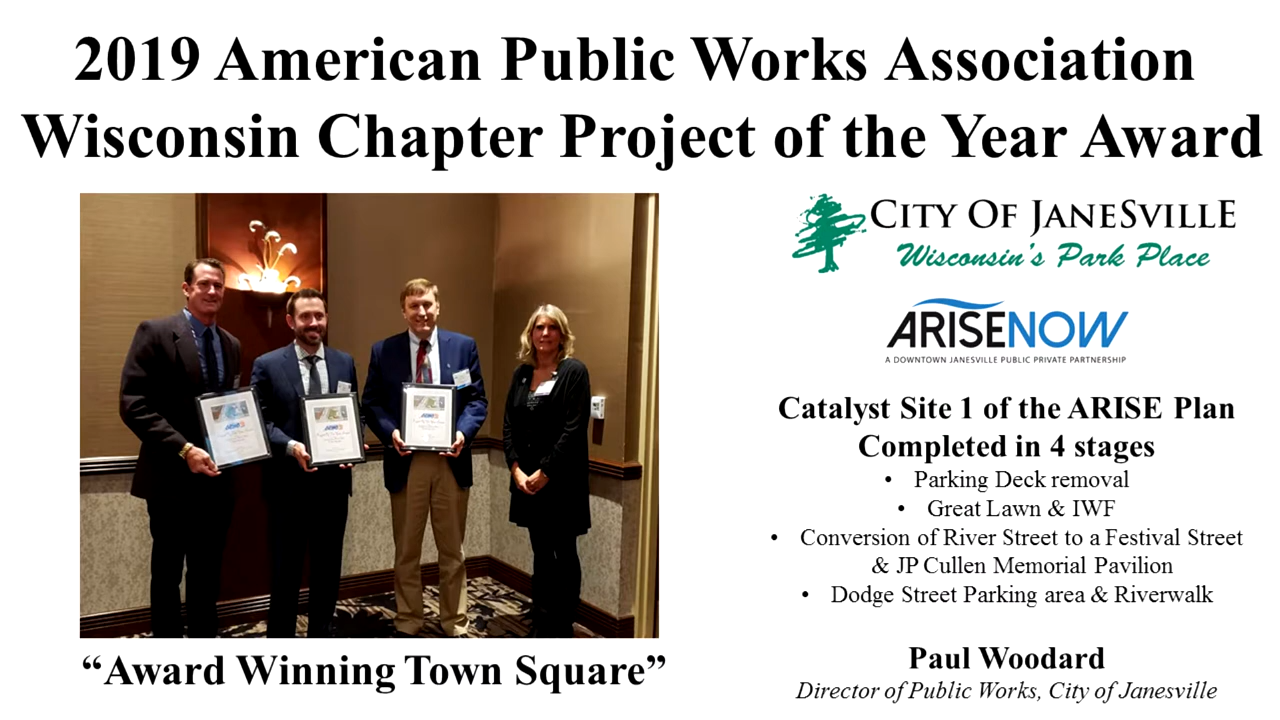 2019 American Public Works Association
Wisconsin Chapter Project of the Year Award
CITY OF JANESVILLE
Wisconsin's Park Place
ARISENOW
A DOWNTOWN JANESVILLE PUBLIC PRIVATE PARTNERSHIP
Catalyst Site 1 of the ARISE Plan
Completed in 4 stages
• Parking Deck removal
• Great Lawn & IWF
• Conversion of River Street to a Festival Street
& JP Cullen Memorial Pavilion
• Dodge Street Parking area & Riverwalk
“Award Winning Town Square”
Paul Woodard
Director of Public Works, City of Janesville